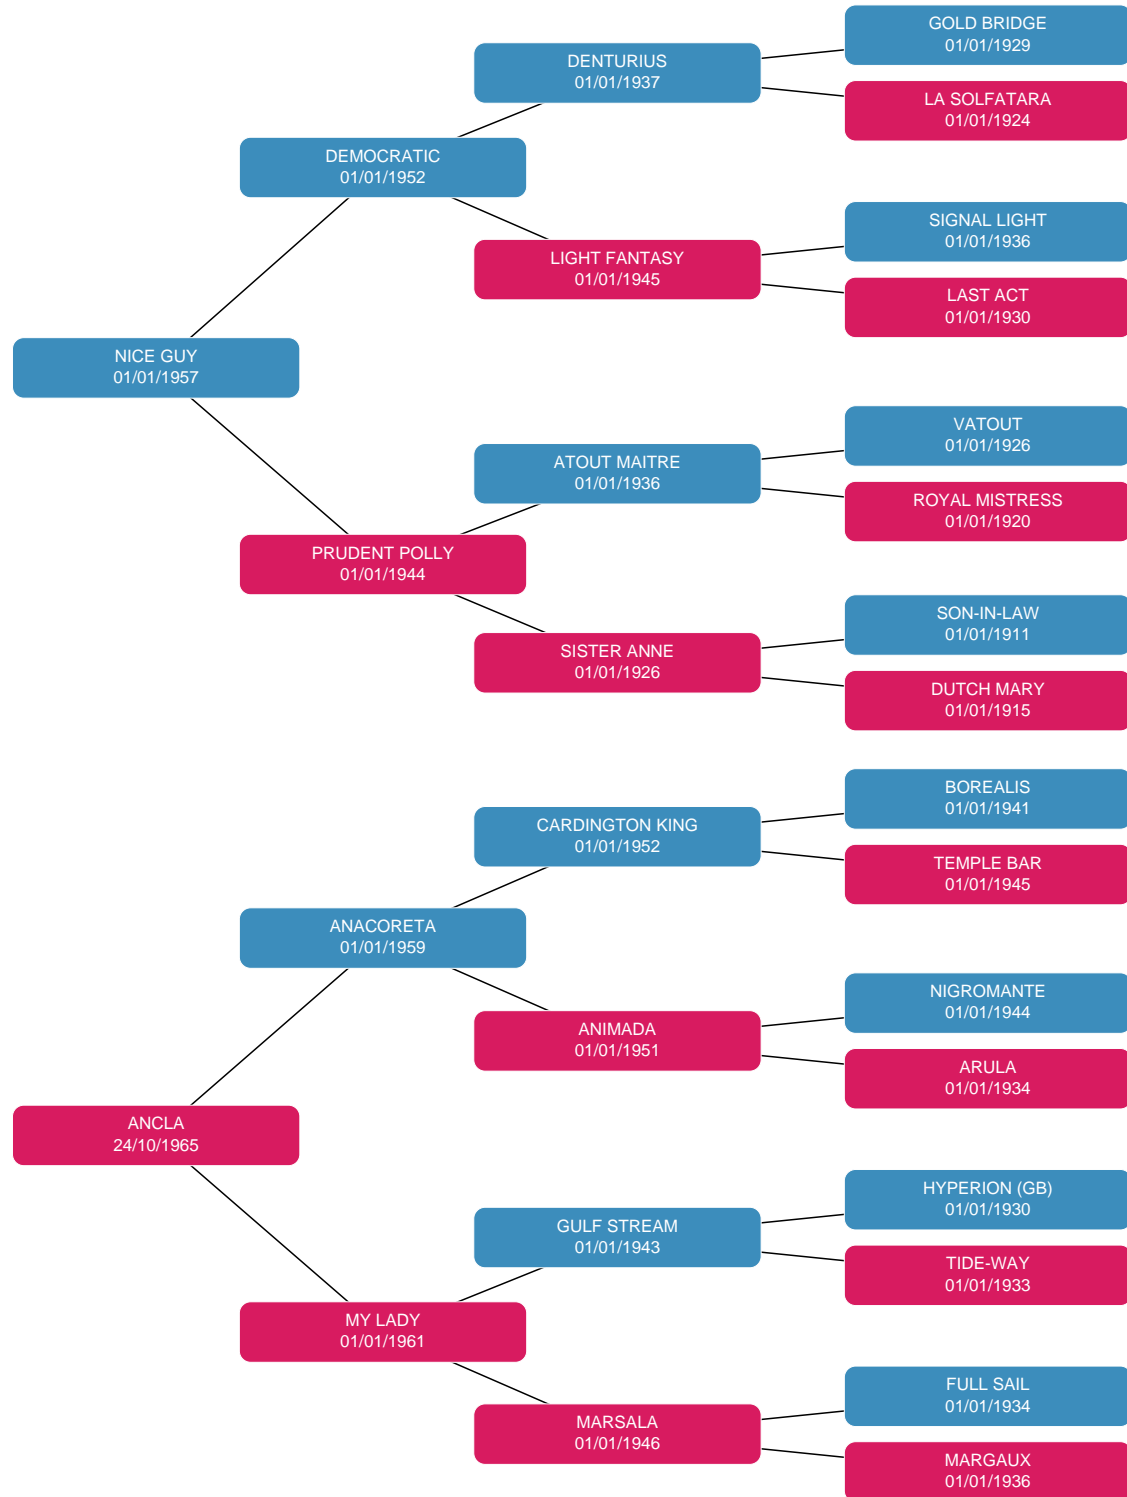 GOLD BRIDGE
01/01/1929
DENTURIUS
01/01/1937
LA SOLFATARA
01/01/1924
DEMOCRATIC
01/01/1952
SIGNAL LIGHT
01/01/1936
LIGHT FANTASY
01/01/1945
LAST ACT
01/01/1930
NICE GUY
01/01/1957
VATOUT
01/01/1926
ATOUT MAITRE
01/01/1936
ROYAL MISTRESS
01/01/1920
PRUDENT POLLY
01/01/1944
SON-IN-LAW
01/01/1911
SISTER ANNE
01/01/1926
DUTCH MARY
01/01/1915
BOREALIS
01/01/1941
CARDINGTON KING
01/01/1952
TEMPLE BAR
01/01/1945
ANACORETA
01/01/1959
NIGROMANTE
01/01/1944
ANIMADA
01/01/1951
ARULA
01/01/1934
ANCLA
24/10/1965
HYPERION (GB)
01/01/1930
GULF STREAM
01/01/1943
TIDE-WAY
01/01/1933
MY LADY
01/01/1961
FULL SAIL
01/01/1934
MARSALA
01/01/1946
MARGAUX
01/01/1936